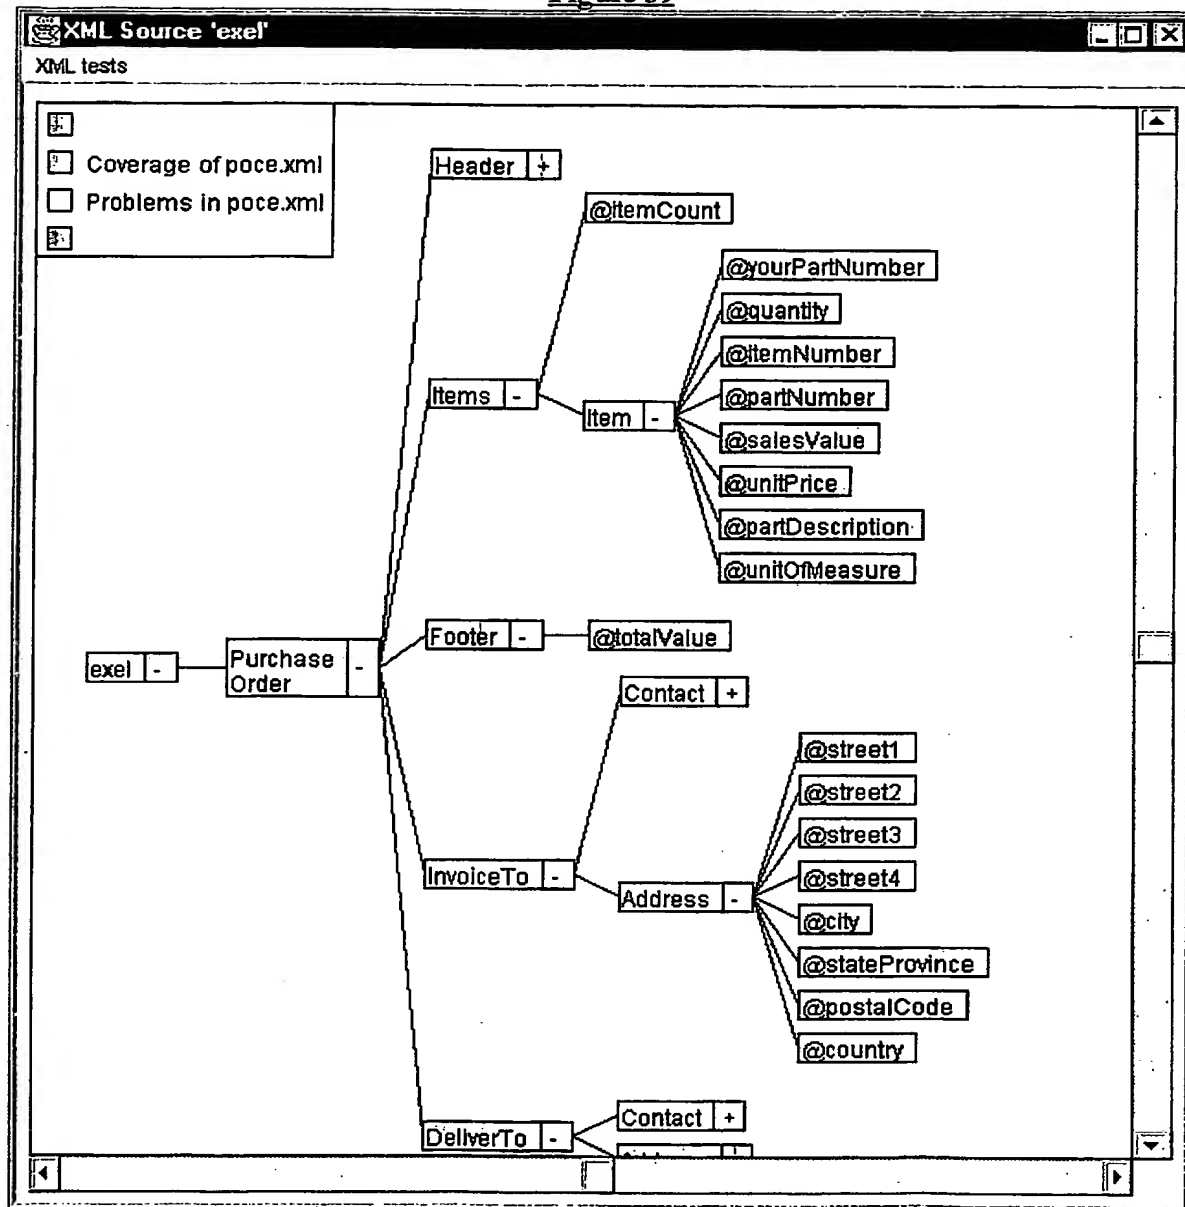 XML Source 'exel'
XML tests
Coverage of poce.xml
Problems in poce.xml
Header +
@itemCount
@yourPartNumber
@quantity
@itemNumber
@partNumber
@salesValue
@unitPrice
@partDescription
@unitOfMeasure
Items -
Item -
exel -
Purchase
Order -
Footer -
@totalValue
Contact +
InvoiceTo -
Address -
@street1
@street2
@street3
@street4
@city
@stateProvince
@postalCode
@country
DeliverTo -
Contact +